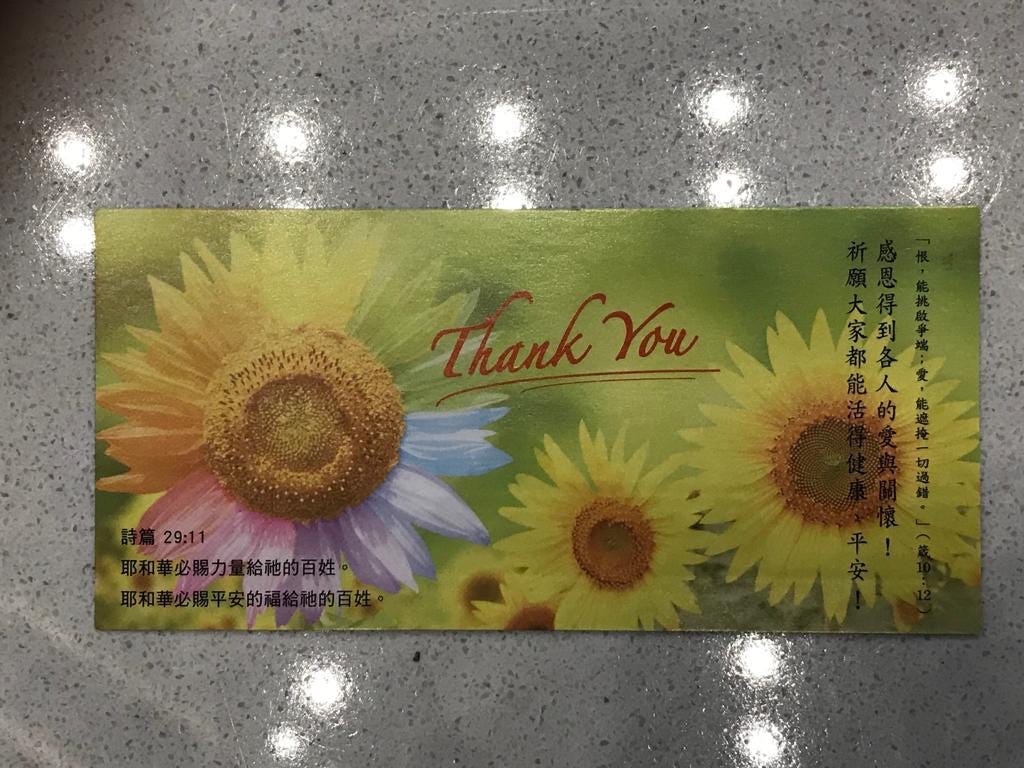 Thank You
「恨，能挑啟爭端；愛，能遮掩一切過錯。」（箴10：12）
感恩得到各人的愛與關懷！
祈願大家都能活得健康、平安！
詩篇 29:11
耶和華必賜力量給祂的百姓。
耶和華必賜平安的福給祂的百姓。